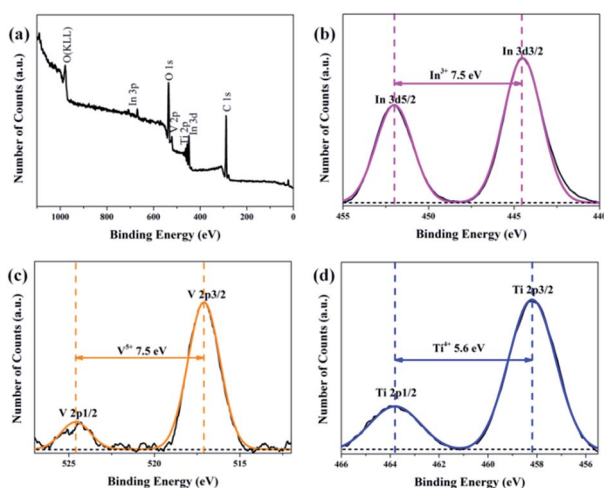 (a)
O(KLL)
In 3p
O 1s
V 2p
Ti 2p
In 3d
C 1s
Number of Counts (a.u.)
1000 800 600 400 200 0
Binding Energy (eV)
(b)
In 3d3/2
In³⁺ 7.5 eV
In 3d5/2
Number of Counts (a.u.)
455 450 445 440
Binding Energy (eV)
(c)
V 2p3/2
V⁵⁺ 7.5 eV
V 2p1/2
Number of Counts (a.u.)
525 520 515
Binding Energy (eV)
(d)
Ti 2p3/2
Ti⁴⁺ 5.6 eV
Ti 2p1/2
Number of Counts (a.u.)
466 464 462 460 458 456
Binding Energy (eV)